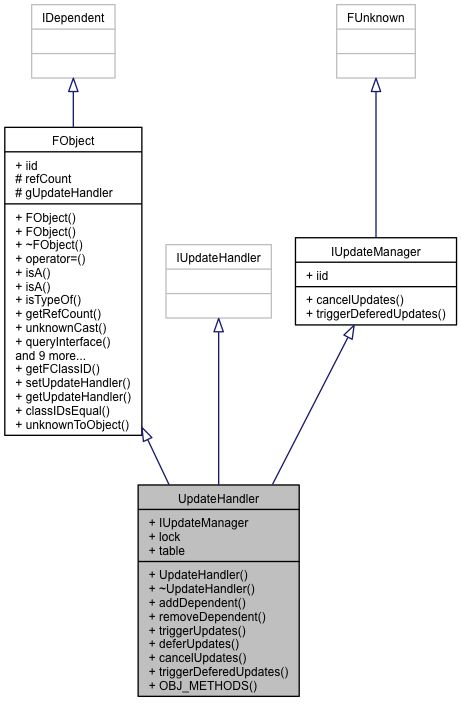 IDependent
FUnknown
FObject
+ iid
# refCount
# gUpdateHandler
+ FObject()
+ FObject()
+ ~FObject()
+ operator=()
+ isA()
+ isA()
+ isTypeOf()
+ getRefCount()
+ unknownCast()
+ queryInterface()
and 9 more...
+ getFClassID()
+ setUpdateHandler()
+ getUpdateHandler()
+ classIDsEqual()
+ unknownToObject()
IUpdateHandler
IUpdateManager
+ iid
+ cancelUpdates()
+ triggerDeferedUpdates()
UpdateHandler
+ IUpdateManager
+ lock
+ table
+ UpdateHandler()
+ ~UpdateHandler()
+ addDependent()
+ removeDependent()
+ triggerUpdates()
+ deferUpdates()
+ cancelUpdates()
+ triggerDeferedUpdates()
+ OBJ_METHODS()